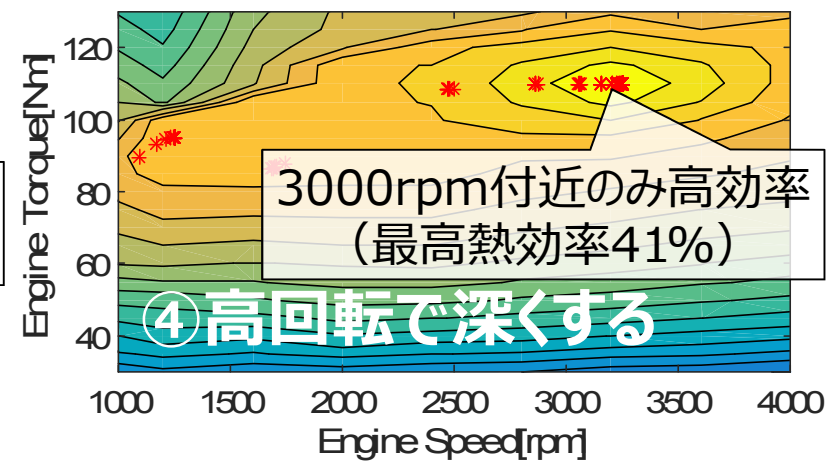 Engine Torque[Nm]
120
100
80
60
40
3000rpm付近のみ高効率
（最高熱効率41%）
④高回転で深くする
1000 1500 2000 2500 3000 3500 4000
Engine Speed[rpm]